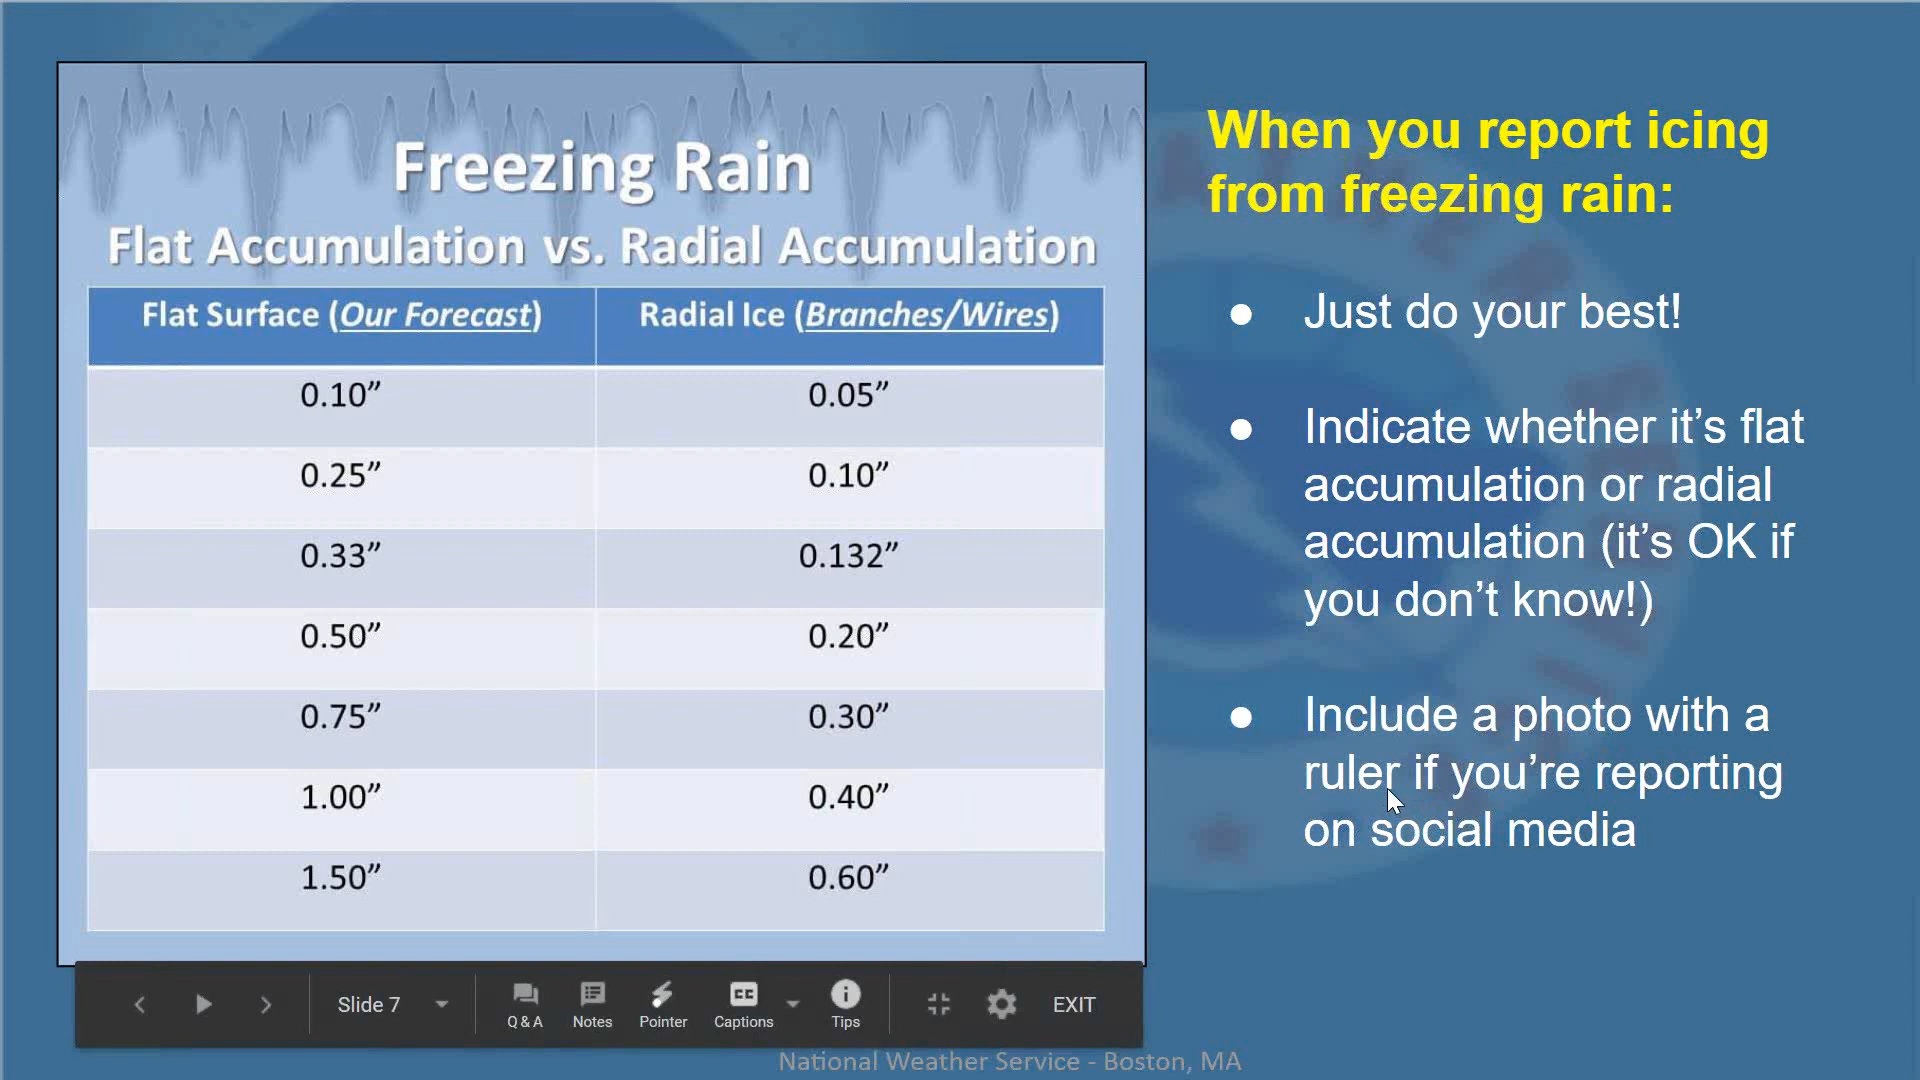 Freezing Rain
Flat Accumulation vs. Radial Accumulation
Flat Surface (Our Forecast) Radial Ice (Branches/Wires)
0.10” 0.05”
0.25” 0.10”
0.33” 0.132”
0.50” 0.20”
0.75” 0.30”
1.00” 0.40”
1.50” 0.60”
When you report icing
from freezing rain:
● Just do your best!
● Indicate whether it’s flat
accumulation or radial
accumulation (it’s OK if
you don’t know!)
● Include a photo with a
ruler if you’re reporting
on social media
Slide 7 Q & A Notes Pointer CC Captions Tips EXIT
National Weather Service - Boston, MA